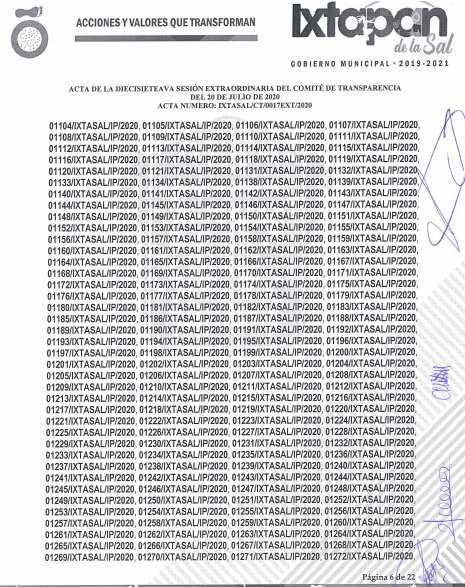 ACCIONES Y VALORES QUE TRANSFORMAN
Ixtapan
de la Sal
GOBIERNO MUNICIPAL • 2019-2021
ACTA DE LA DIECISIETEAVA SESIÓN EXTRAORDINARIA DEL COMITÉ DE TRANSPARENCIA
DEL 20 DE JULIO DE 2020
ACTA NUMERO: IXTASAL/CT/0017EXT/2020
01104/IXTASAL/IP/2020, 01105/IXTASAL/IP/2020, 01106/IXTASAL/IP/2020, 01107/IXTASAL/IP/2020,
01108/IXTASAL/IP/2020, 01109/IXTASAL/IP/2020, 01110/IXTASAL/IP/2020, 01111/IXTASAL/IP/2020,
01112/IXTASAL/IP/2020, 01113/IXTASAL/IP/2020, 01114/IXTASAL/IP/2020, 01115/IXTASAL/IP/2020,
01116/IXTASAL/IP/2020, 01117/IXTASAL/IP/2020, 01118/IXTASAL/IP/2020, 01119/IXTASAL/IP/2020,
01120/IXTASAL/IP/2020, 01121/IXTASAL/IP/2020, 01131/IXTASAL/IP/2020, 01132/IXTASAL/IP/2020,
01133/IXTASAL/IP/2020, 01134/IXTASAL/IP/2020, 01138/IXTASAL/IP/2020, 01139/IXTASAL/IP/2020,
01140/IXTASAL/IP/2020, 01141/IXTASAL/IP/2020, 01142/IXTASAL/IP/2020, 01143/IXTASAL/IP/2020,
01144/IXTASAL/IP/2020, 01145/IXTASAL/IP/2020, 01146/IXTASAL/IP/2020, 01147/IXTASAL/IP/2020,
01148/IXTASAL/IP/2020, 01149/IXTASAL/IP/2020, 01150/IXTASAL/IP/2020, 01151/IXTASAL/IP/2020,
01152/IXTASAL/IP/2020, 01153/IXTASAL/IP/2020, 01154/IXTASAL/IP/2020, 01155/IXTASAL/IP/2020,
01156/IXTASAL/IP/2020, 01157/IXTASAL/IP/2020, 01158/IXTASAL/IP/2020, 01159/IXTASAL/IP/2020,
01160/IXTASAL/IP/2020, 01161/IXTASAL/IP/2020, 01162/IXTASAL/IP/2020, 01163/IXTASAL/IP/2020,
01164/IXTASAL/IP/2020, 01165/IXTASAL/IP/2020, 01166/IXTASAL/IP/2020, 01167/IXTASAL/IP/2020,
01168/IXTASAL/IP/2020, 01169/IXTASAL/IP/2020, 01170/IXTASAL/IP/2020, 01171/IXTASAL/IP/2020,
01172/IXTASAL/IP/2020, 01173/IXTASAL/IP/2020, 01174/IXTASAL/IP/2020, 01175/IXTASAL/IP/2020,
01176/IXTASAL/IP/2020, 01177/IXTASAL/IP/2020, 01178/IXTASAL/IP/2020, 01179/IXTASAL/IP/2020,
01180/IXTASAL/IP/2020, 01181/IXTASAL/IP/2020, 01182/IXTASAL/IP/2020, 01183/IXTASAL/IP/2020,
01185/IXTASAL/IP/2020, 01186/IXTASAL/IP/2020, 01187/IXTASAL/IP/2020, 01188/IXTASAL/IP/2020,
01189/IXTASAL/IP/2020, 01190/IXTASAL/IP/2020, 01191/IXTASAL/IP/2020, 01192/IXTASAL/IP/2020,
01193/IXTASAL/IP/2020, 01194/IXTASAL/IP/2020, 01195/IXTASAL/IP/2020, 01196/IXTASAL/IP/2020,
01197/IXTASAL/IP/2020, 01198/IXTASAL/IP/2020, 01199/IXTASAL/IP/2020, 01200/IXTASAL/IP/2020,
01201/IXTASAL/IP/2020, 01202/IXTASAL/IP/2020, 01203/IXTASAL/IP/2020, 01204/IXTASAL/IP/2020,
01205/IXTASAL/IP/2020, 01206/IXTASAL/IP/2020, 01207/IXTASAL/IP/2020, 01208/IXTASAL/IP/2020,
01209/IXTASAL/IP/2020, 01210/IXTASAL/IP/2020, 01211/IXTASAL/IP/2020, 01212/IXTASAL/IP/2020,
01213/IXTASAL/IP/2020, 01214/IXTASAL/IP/2020, 01215/IXTASAL/IP/2020, 01216/IXTASAL/IP/2020,
01217/IXTASAL/IP/2020, 01218/IXTASAL/IP/2020, 01219/IXTASAL/IP/2020, 01220/IXTASAL/IP/2020,
01221/IXTASAL/IP/2020, 01222/IXTASAL/IP/2020, 01223/IXTASAL/IP/2020, 01224/IXTASAL/IP/2020,
01225/IXTASAL/IP/2020, 01226/IXTASAL/IP/2020, 01227/IXTASAL/IP/2020, 01228/IXTASAL/IP/2020,
01229/IXTASAL/IP/2020, 01230/IXTASAL/IP/2020, 01231/IXTASAL/IP/2020, 01232/IXTASAL/IP/2020,
01233/IXTASAL/IP/2020, 01234/IXTASAL/IP/2020, 01235/IXTASAL/IP/2020, 01236/IXTASAL/IP/2020,
01237/IXTASAL/IP/2020, 01238/IXTASAL/IP/2020, 01239/IXTASAL/IP/2020, 01240/IXTASAL/IP/2020,
01241/IXTASAL/IP/2020, 01242/IXTASAL/IP/2020, 01243/IXTASAL/IP/2020, 01244/IXTASAL/IP/2020,
01245/IXTASAL/IP/2020, 01246/IXTASAL/IP/2020, 01247/IXTASAL/IP/2020, 01248/IXTASAL/IP/2020,
01249/IXTASAL/IP/2020, 01250/IXTASAL/IP/2020, 01251/IXTASAL/IP/2020, 01252/IXTASAL/IP/2020,
01253/IXTASAL/IP/2020, 01254/IXTASAL/IP/2020, 01255/IXTASAL/IP/2020, 01256/IXTASAL/IP/2020,
01257/IXTASAL/IP/2020, 01258/IXTASAL/IP/2020, 01259/IXTASAL/IP/2020, 01260/IXTASAL/IP/2020,
01261/IXTASAL/IP/2020, 01262/IXTASAL/IP/2020, 01263/IXTASAL/IP/2020, 01264/IXTASAL/IP/2020,
01265/IXTASAL/IP/2020, 01266/IXTASAL/IP/2020, 01267/IXTASAL/IP/2020, 01268/IXTASAL/IP/2020,
01269/IXTASAL/IP/2020, 01270/IXTASAL/IP/2020, 01271/IXTASAL/IP/2020, 01272/IXTASAL/IP/2020,
Página 6 de 22